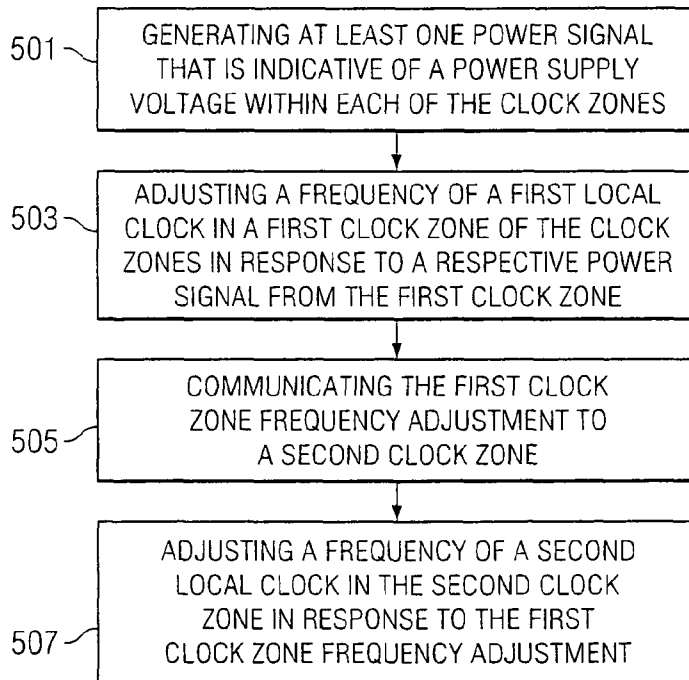 501
GENERATING AT LEAST ONE POWER SIGNAL
THAT IS INDICATIVE OF A POWER SUPPLY
VOLTAGE WITHIN EACH OF THE CLOCK ZONES
503
ADJUSTING A FREQUENCY OF A FIRST LOCAL
CLOCK IN A FIRST CLOCK ZONE OF THE CLOCK
ZONES IN RESPONSE TO A RESPECTIVE POWER
SIGNAL FROM THE FIRST CLOCK ZONE
505
COMMUNICATING THE FIRST CLOCK
ZONE FREQUENCY ADJUSTMENT TO
A SECOND CLOCK ZONE
507
ADJUSTING A FREQUENCY OF A SECOND
LOCAL CLOCK IN THE SECOND CLOCK
ZONE IN RESPONSE TO THE FIRST
CLOCK ZONE FREQUENCY ADJUSTMENT